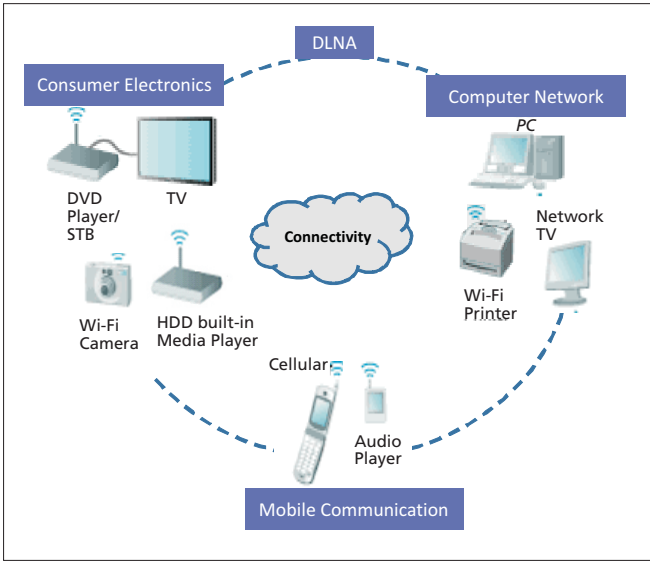 DLNA
Consumer Electronics
Computer Network
PC
DVD
Player/
STB
TV
Network
TV
Connectivity
Wi-Fi
Printer
Wi-Fi
Camera
HDD built-in
Media Player
Cellular
Audio
Player
Mobile Communication